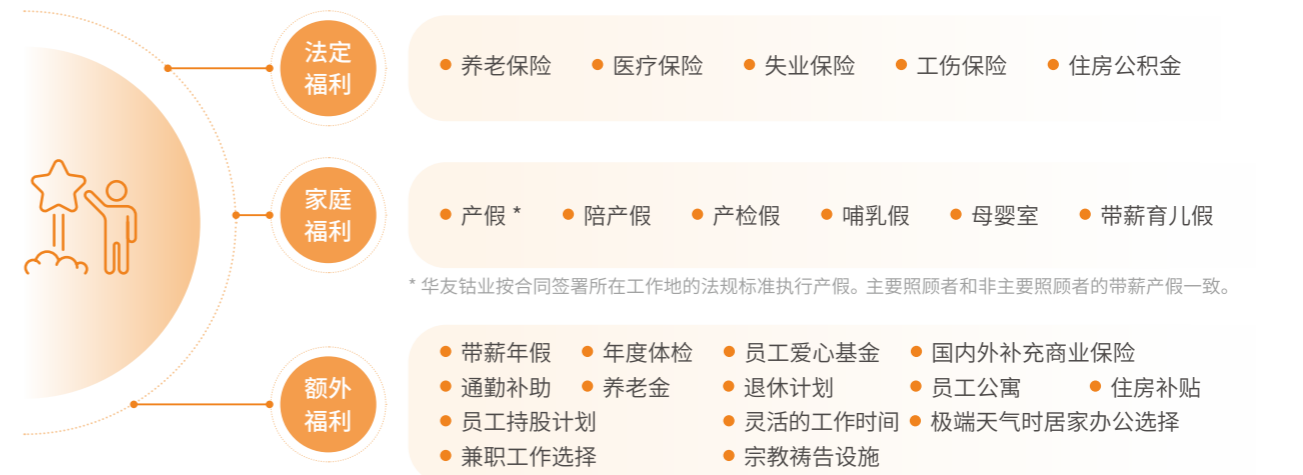 法定
福利
养老保险 医疗保险 失业保险 工伤保险 住房公积金
家庭
福利
产假 * 陪产假 产检假 哺乳假 母婴室 带薪育儿假
* 华友钴业按合同签署所在工作地的法规标准执行产假。主要照顾者和非主要照顾者的带薪产假一致。
额外
福利
带薪年假 年度体检 员工爱心基金 国内外补充商业保险
通勤补助 养老金 退休计划 员工公寓 住房补贴
员工持股计划 灵活的工作时间 极端天气时居家办公选择
兼职工作选择 宗教祷告设施